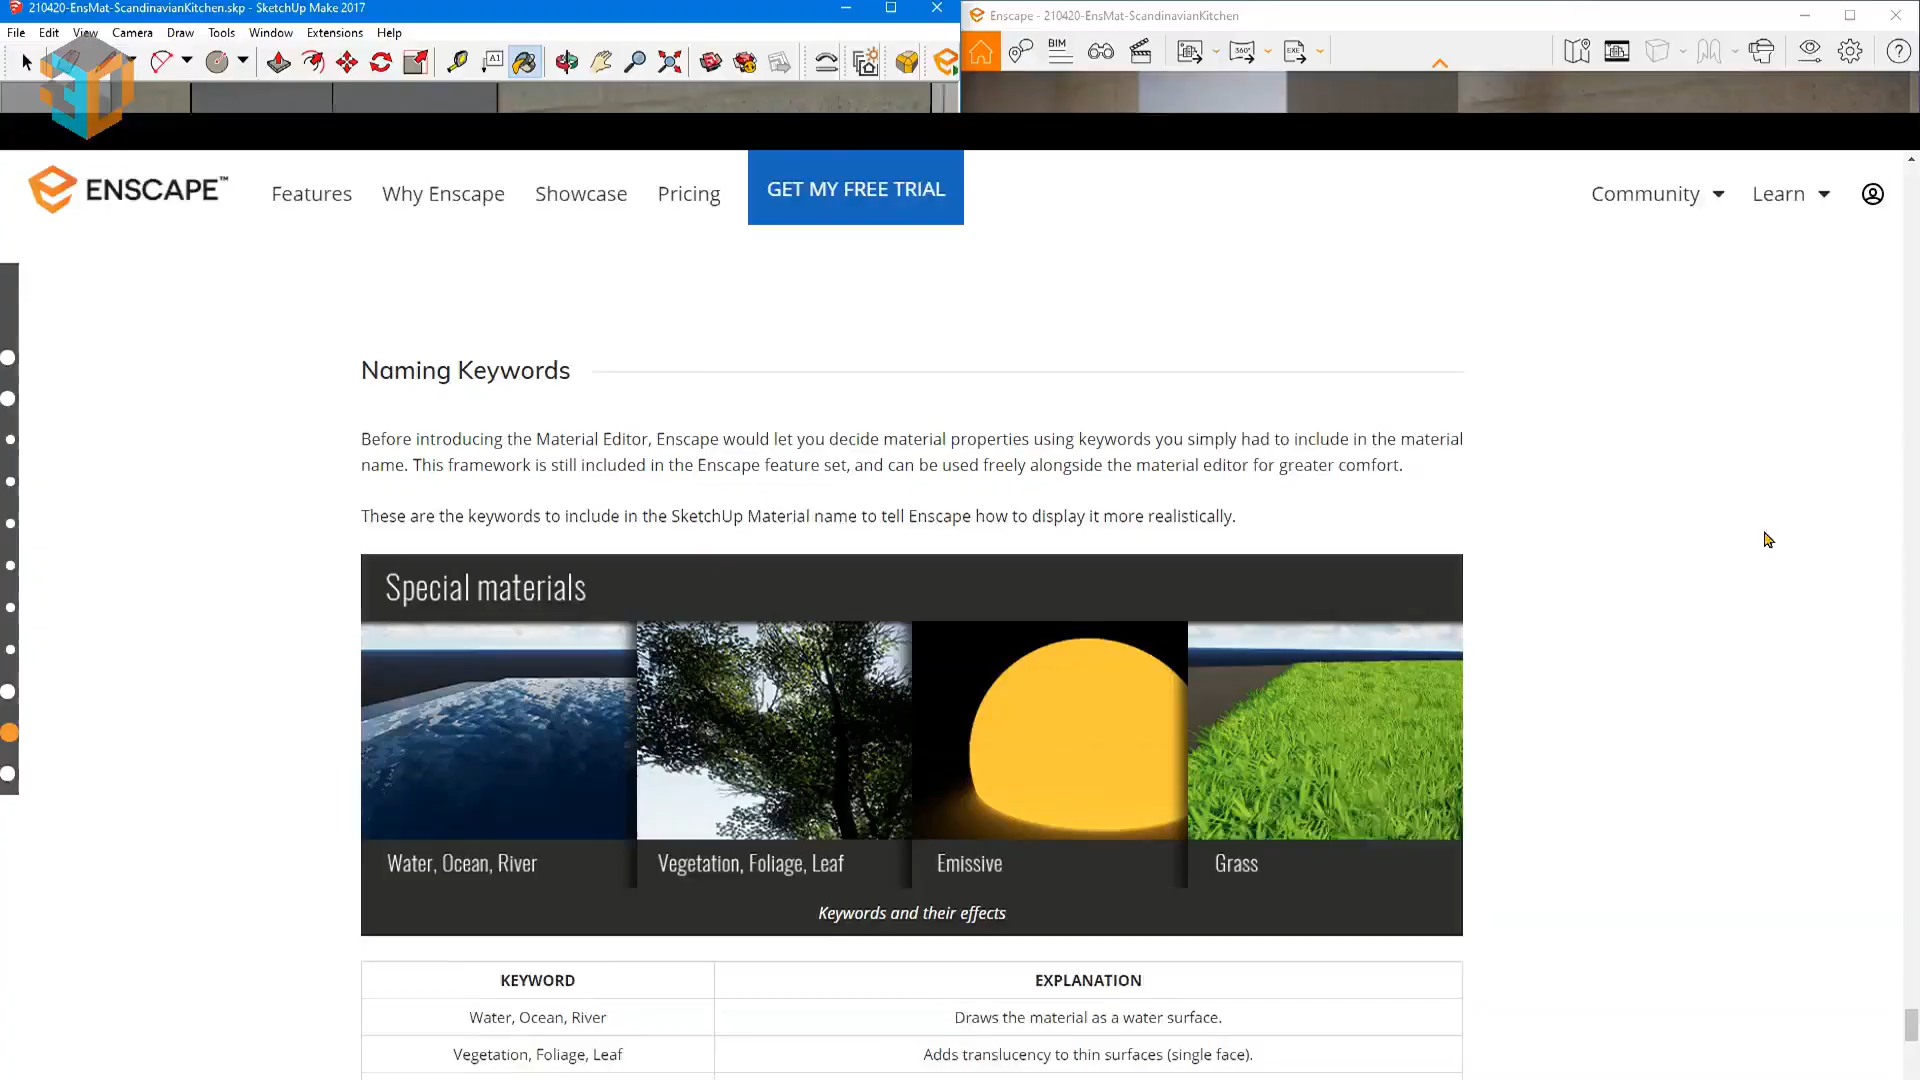 210420-EnsMat-ScandinavianKitchen.skp - SketchUp Make 2017
Enscape - 210420-EnsMat-ScandinavianKitchen
File Edit View Camera Draw Tools Window Extensions Help
A1
BIM
360°
EXE
3D
ENSCAPE™
Features
Why Enscape
Showcase
Pricing
GET MY FREE TRIAL
Community
Learn
Naming Keywords
Before introducing the Material Editor, Enscape would let you decide material properties using keywords you simply had to include in the material
name. This framework is still included in the Enscape feature set, and can be used freely alongside the material editor for greater comfort.
These are the keywords to include in the SketchUp Material name to tell Enscape how to display it more realistically.
Special materials
Water, Ocean, River
Vegetation, Foliage, Leaf
Emissive
Grass
Keywords and their effects
KEYWORD EXPLANATION
Water, Ocean, River Draws the material as a water surface.
Vegetation, Foliage, Leaf Adds translucency to thin surfaces (single face).